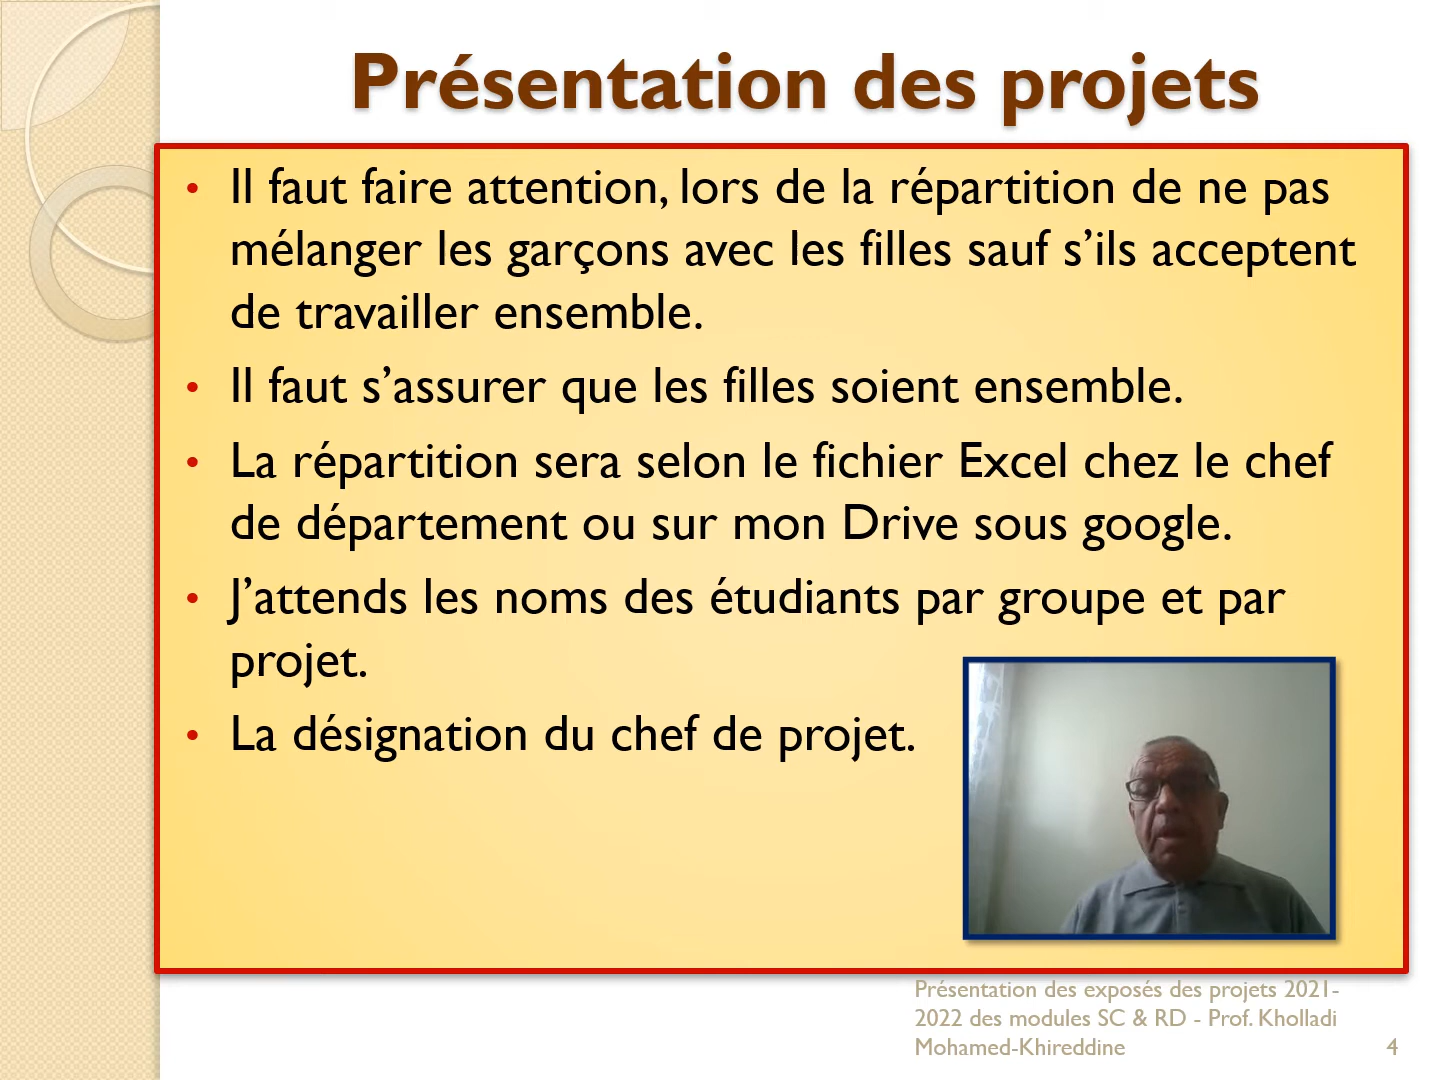 Présentation des projets
• Il faut faire attention, lors de la répartition de ne pas
mélanger les garçons avec les filles sauf s’ils acceptent
de travailler ensemble.
• Il faut s’assurer que les filles soient ensemble.
• La répartition sera selon le fichier Excel chez le chef
de département ou sur mon Drive sous google.
• J’attends les noms des étudiants par groupe et par
projet.
• La désignation du chef de projet.
Présentation des exposés des projets 2021-
2022 des modules SC & RD - Prof. Kholladi
Mohamed-Khireddine
4